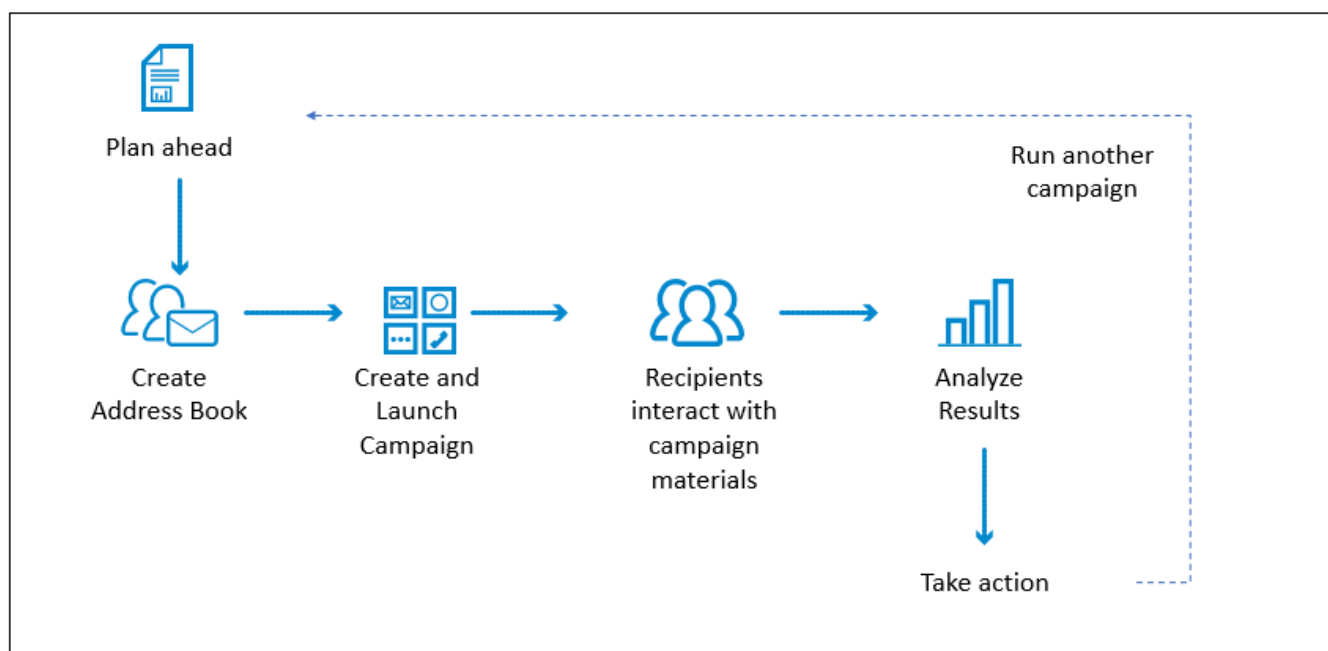 Plan ahead
Run another
campaign
Create
Address Book
Create and
Launch
Campaign
Recipients
interact with
campaign
materials
Analyze
Results
Take action